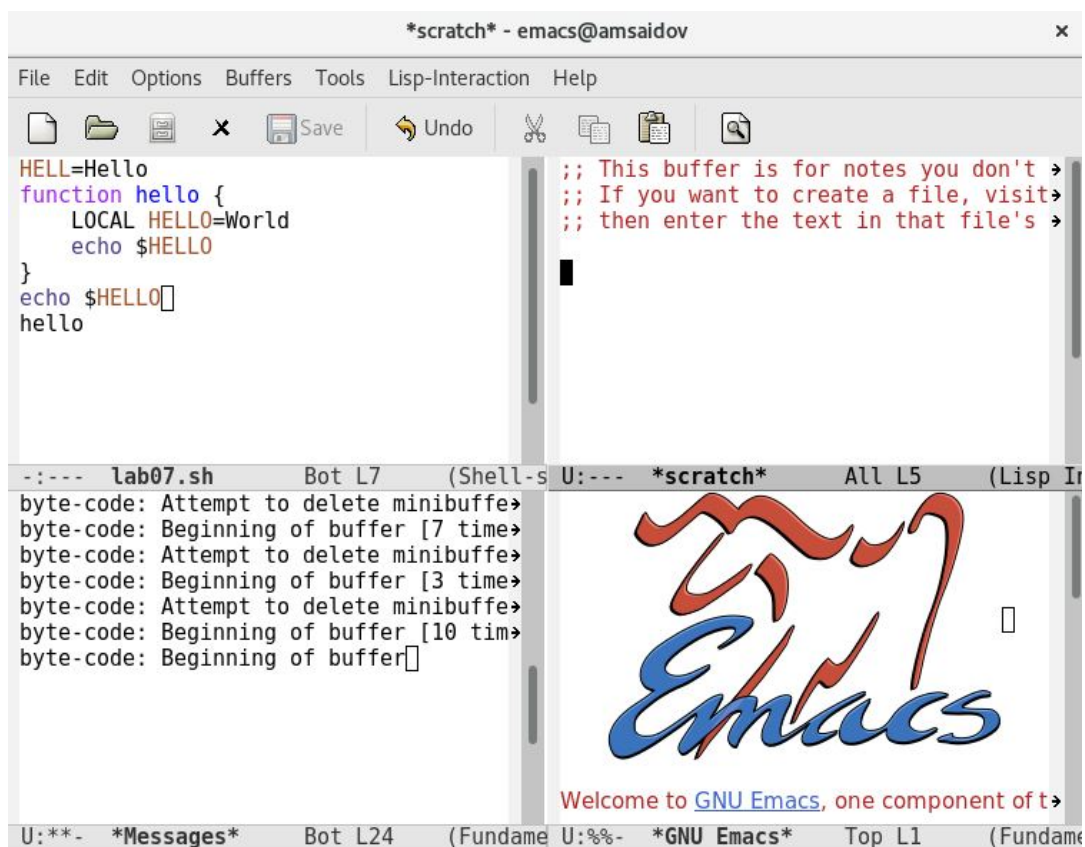 *scratch* - emacs@amsaidov ×
File Edit Options Buffers Tools Lisp-Interaction Help
Save Undo
HELL=Hello
function hello {
    LOCAL HELLO=World
    echo $HELLO
}
echo $HELLO
hello
-:--- lab07.sh Bot L7 (Shell-s
;; This buffer is for notes you don't
;; If you want to create a file, visit
;; then enter the text in that file's
U:--- *scratch* All L5 (Lisp In
byte-code: Attempt to delete minibuffe
byte-code: Beginning of buffer [7 time
byte-code: Attempt to delete minibuffe
byte-code: Beginning of buffer [3 time
byte-code: Attempt to delete minibuffe
byte-code: Beginning of buffer [10 tim
byte-code: Beginning of buffer
U:**- *Messages* Bot L24 (Fundame
Emacs
Welcome to GNU Emacs, one component of t
U:%%- *GNU Emacs* Top L1 (Fundame